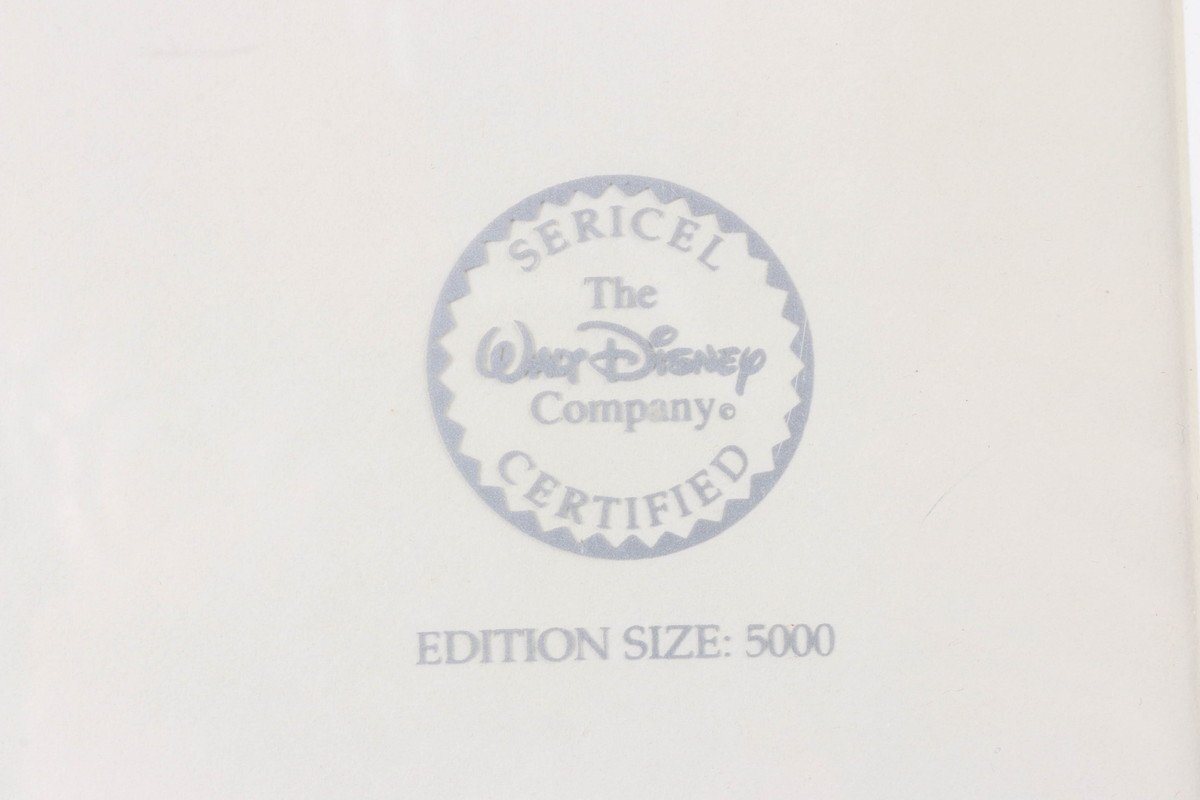 SERICEL
The
Walt Disney
Company©
CERTIFIED
EDITION SIZE: 5000